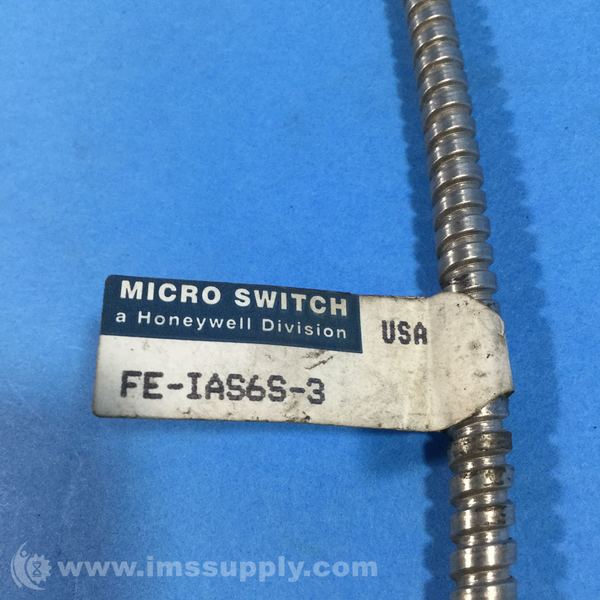 MICRO SWITCH
a Honeywell Division
USA
FE-IAS6S-3
www.imssupply.com